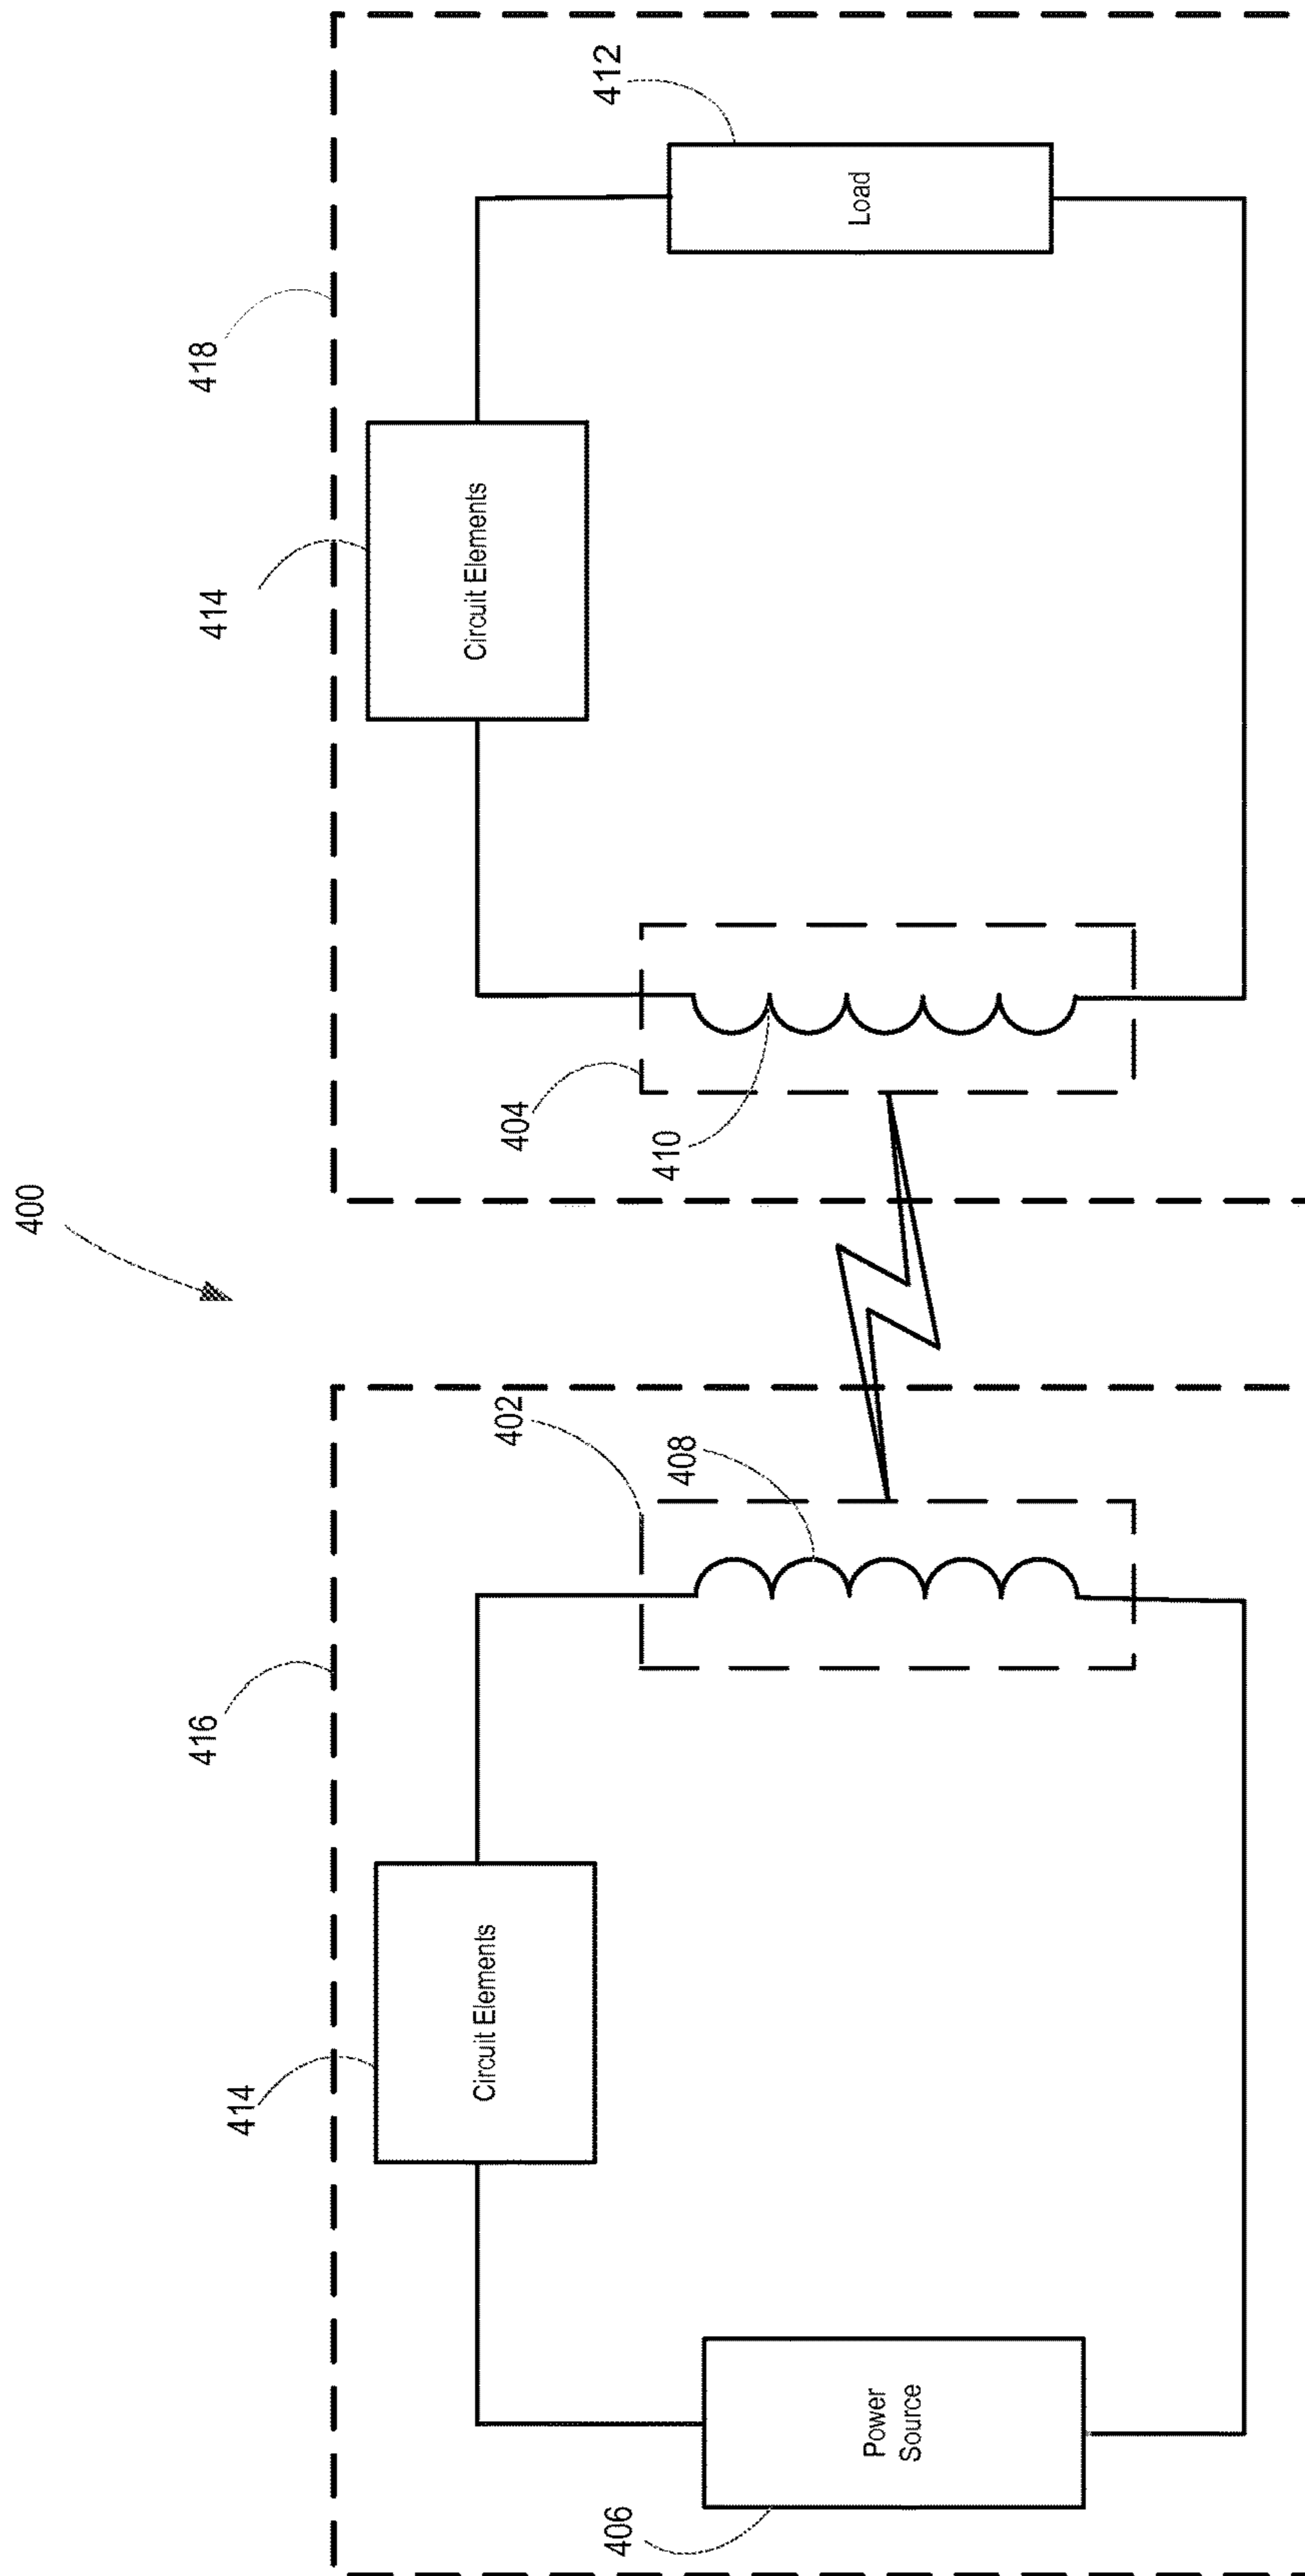 400
416
418
414
Circuit Elements
414
Circuit Elements
402
404
408
410
406
Power
Source
412
Load